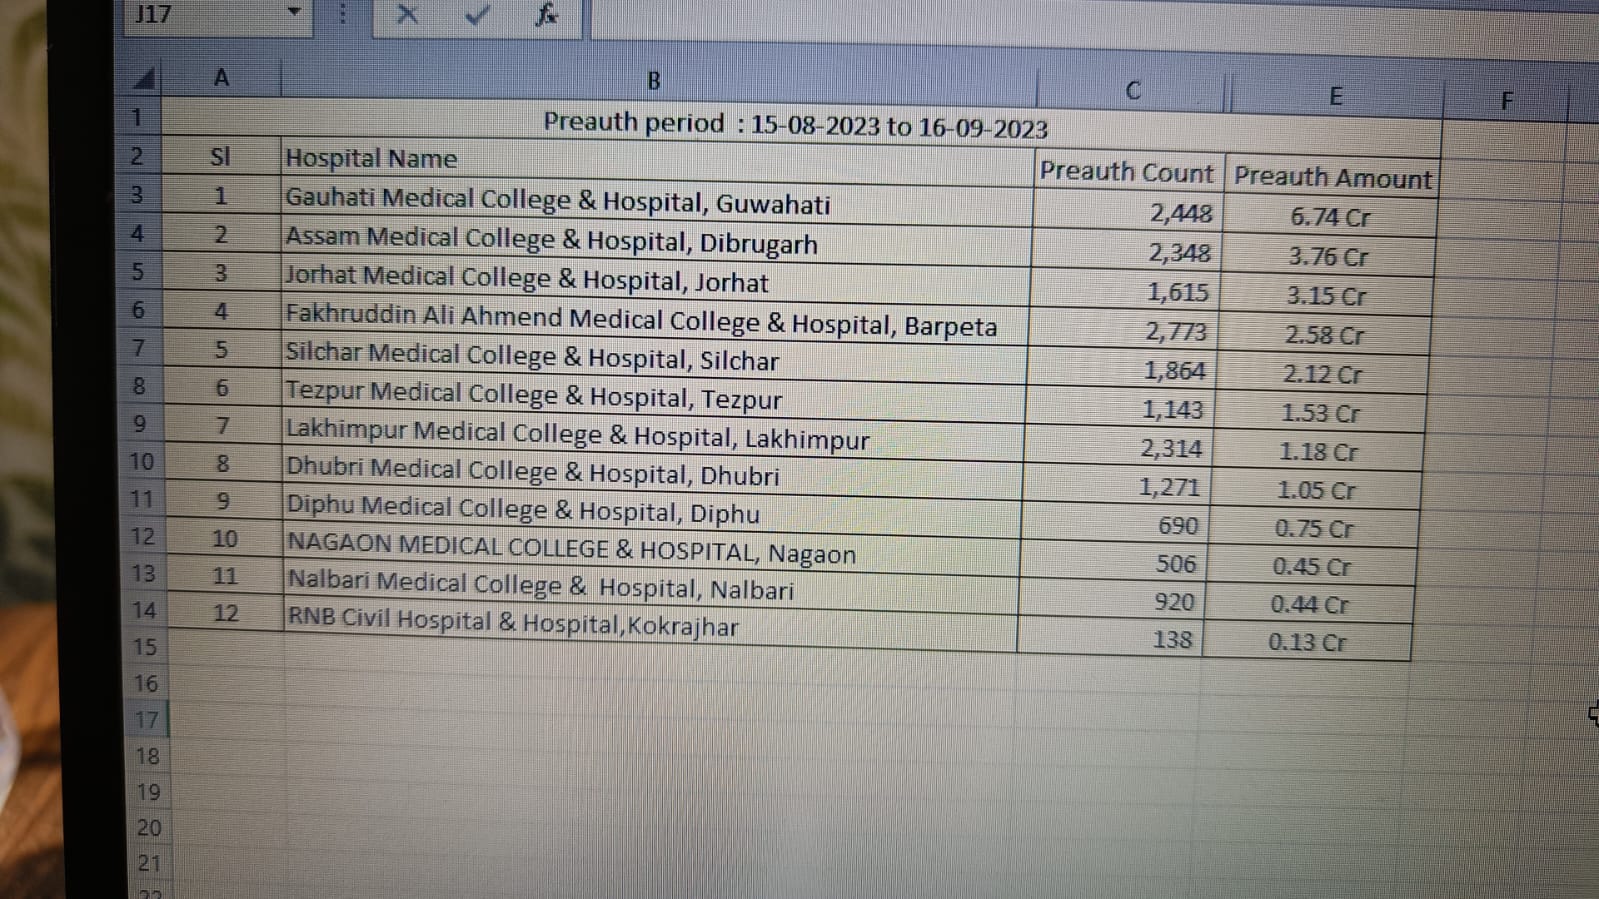 J17
fx
A B C E F
1 Preauth period : 15-08-2023 to 16-09-2023
2 Sl Hospital Name Preauth Count Preauth Amount
3 1 Gauhati Medical College & Hospital, Guwahati 2,448 6.74 Cr
4 2 Assam Medical College & Hospital, Dibrugarh 2,348 3.76 Cr
5 3 Jorhat Medical College & Hospital, Jorhat 1,615 3.15 Cr
6 4 Fakhruddin Ali Ahmend Medical College & Hospital, Barpeta 2,773 2.58 Cr
7 5 Silchar Medical College & Hospital, Silchar 1,864 2.12 Cr
8 6 Tezpur Medical College & Hospital, Tezpur 1,143 1.53 Cr
9 7 Lakhimpur Medical College & Hospital, Lakhimpur 2,314 1.18 Cr
10 8 Dhubri Medical College & Hospital, Dhubri 1,271 1.05 Cr
11 9 Diphu Medical College & Hospital, Diphu 690 0.75 Cr
12 10 NAGAON MEDICAL COLLEGE & HOSPITAL, Nagaon 506 0.45 Cr
13 11 Nalbari Medical College & Hospital, Nalbari 920 0.44 Cr
14 12 RNB Civil Hospital & Hospital,Kokrajhar 138 0.13 Cr
15
16
17
18
19
20
21
22